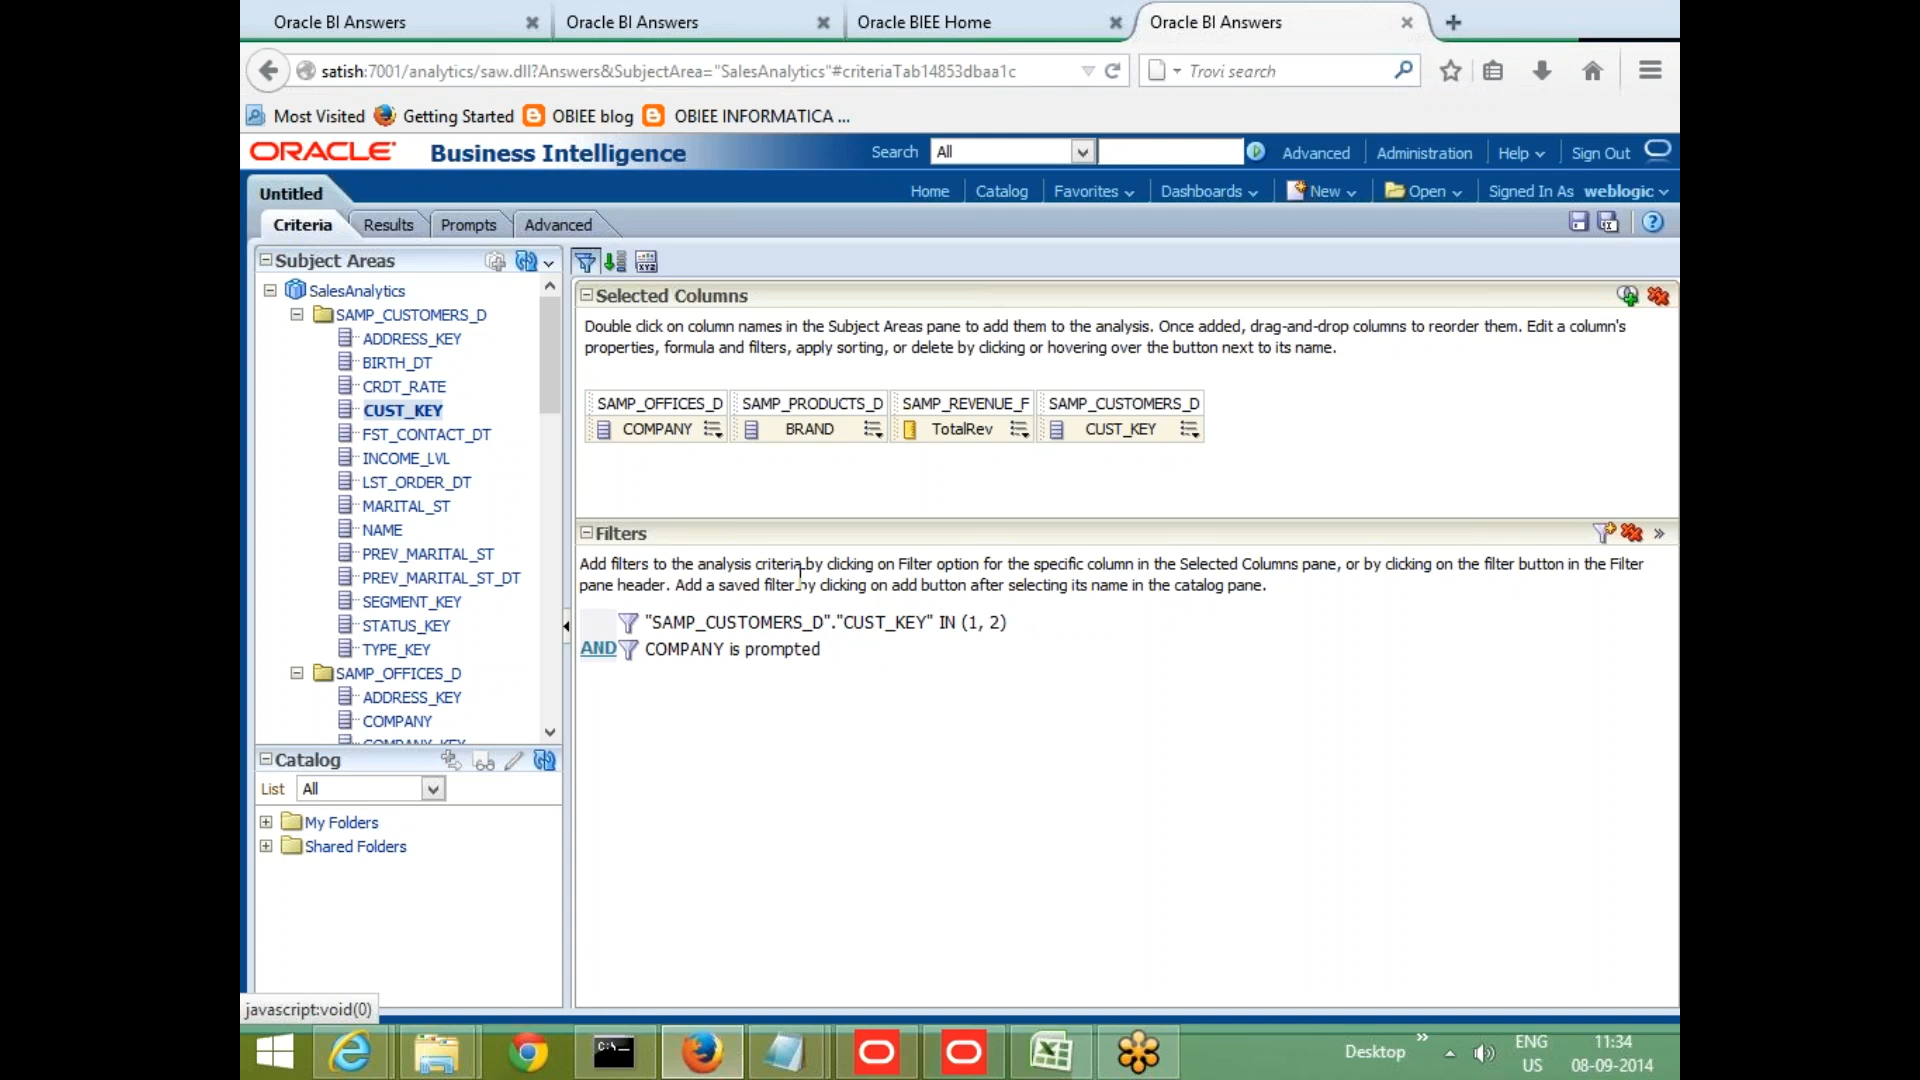 Oracle BI Answers
Oracle BI Answers
Oracle BIEE Home
Oracle BI Answers
satish:7001/analytics/saw.dll?Answers&SubjectArea="SalesAnalytics"#criteriaTab14853dbaa1c
Trovi search
Most Visited
Getting Started
OBIEE blog
OBIEE INFORMATICA ...
ORACLE Business Intelligence
Search
All
Advanced
Administration
Help
Sign Out
Untitled
Home
Catalog
Favorites
Dashboards
New
Open
Signed In As weblogic
Criteria
Results
Prompts
Advanced
Subject Areas
SalesAnalytics
SAMP_CUSTOMERS_D
ADDRESS_KEY
BIRTH_DT
CRDT_RATE
CUST_KEY
FST_CONTACT_DT
INCOME_LVL
LST_ORDER_DT
MARITAL_ST
NAME
PREV_MARITAL_ST
PREV_MARITAL_ST_DT
SEGMENT_KEY
STATUS_KEY
TYPE_KEY
SAMP_OFFICES_D
ADDRESS_KEY
COMPANY
COMPANY_KEY
Catalog
List
All
My Folders
Shared Folders
javascript:void(0)
XYZ
Selected Columns
Double click on column names in the Subject Areas pane to add them to the analysis. Once added, drag-and-drop columns to reorder them. Edit a column's
properties, formula and filters, apply sorting, or delete by clicking or hovering over the button next to its name.
SAMP_OFFICES_D
SAMP_PRODUCTS_D
SAMP_REVENUE_F
SAMP_CUSTOMERS_D
COMPANY
BRAND
TotalRev
CUST_KEY
Filters
Add filters to the analysis criteria by clicking on Filter option for the specific column in the Selected Columns pane, or by clicking on the filter button in the Filter
pane header. Add a saved filter by clicking on add button after selecting its name in the catalog pane.
"SAMP_CUSTOMERS_D"."CUST_KEY" IN (1, 2)
AND COMPANY is prompted
C:\
Desktop
ENG
US
11:34
08-09-2014